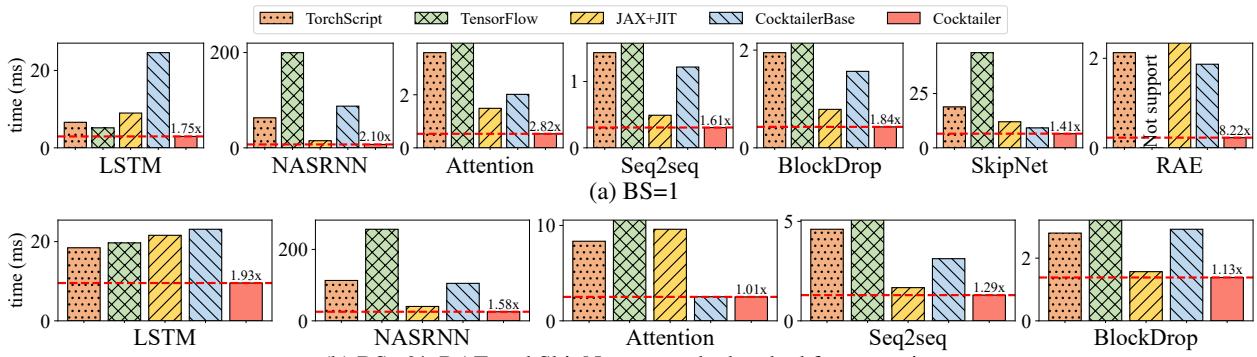 TorchScript TensorFlow JAX+JIT CocktailerBase Cocktailer
time (ms)
20
0
1.75x
LSTM
200
0
2.10x
NASRNN
2
0
2.82x
Attention
1
0
1.61x
Seq2seq
2
0
1.84x
BlockDrop
25
0
1.41x
SkipNet
2
0
Not support
8.22x
RAE
(a) BS=1
time (ms)
20
0
1.93x
LSTM
200
0
1.58x
NASRNN
10
0
1.01x
Attention
5
0
1.29x
Seq2seq
2
0
1.13x
BlockDrop